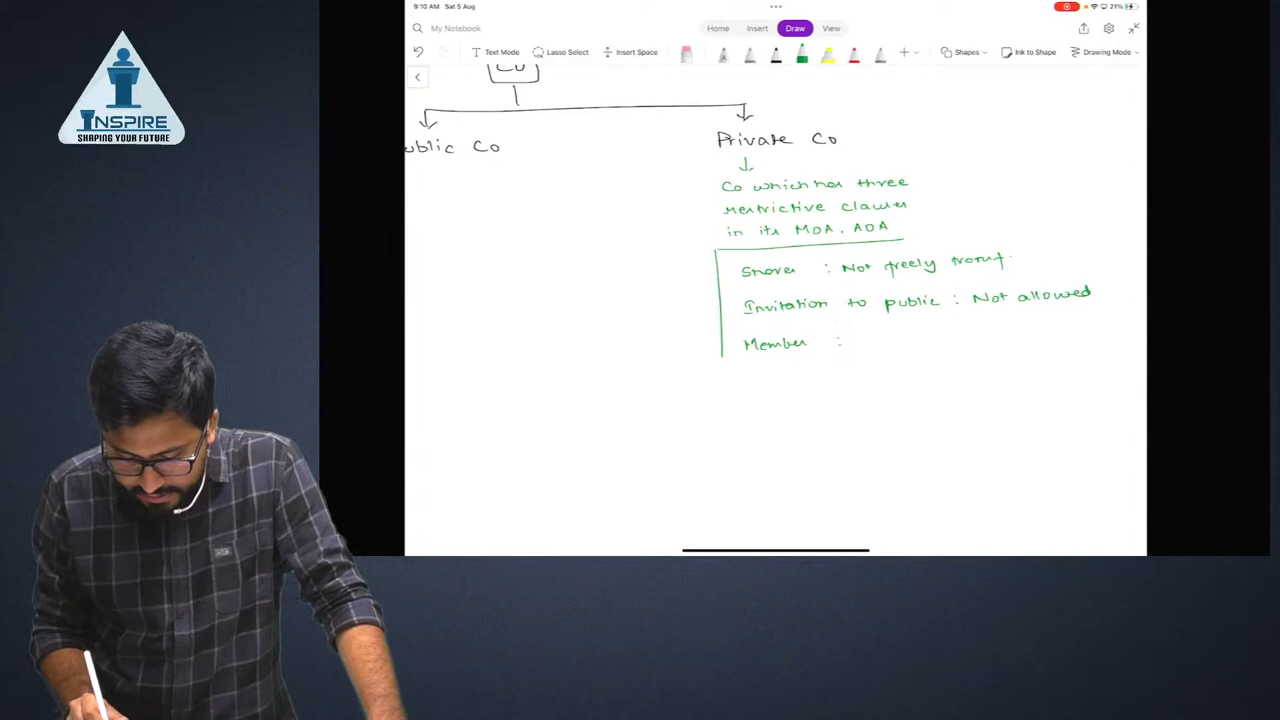 9:10 AM Sat 5 Aug
21%
My Notebook
Home Insert Draw View
Text Mode Lasso Select Insert Space Shapes Ink to Shape Drawing Mode
INSPIRE
SHAPING YOUR FUTURE
Co
ublic Co
Private Co
Co which has three
restrictive clauses
in its MOA, AOA
Shares : Not freely transf.
Invitation to public : Not allowed
Member :